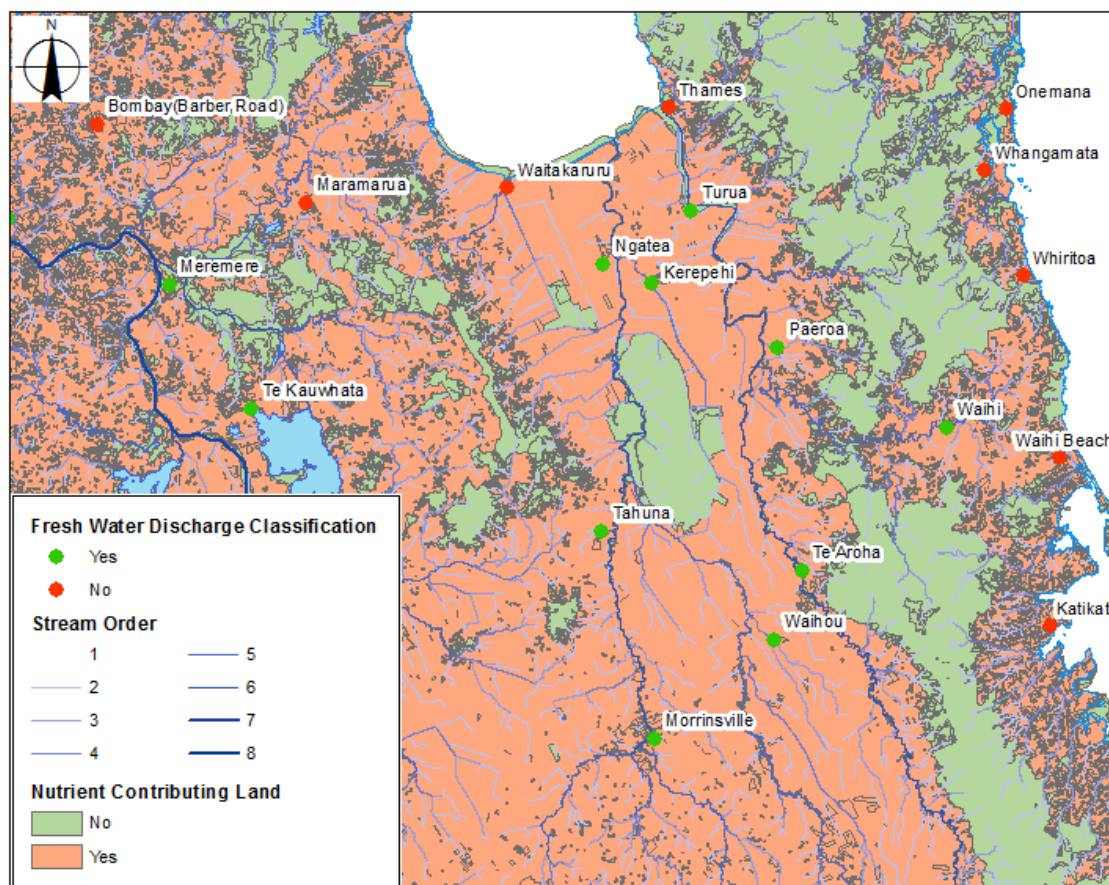 N
Bombay(Barber,Road)
Thames
Onemana
Whangamata
Waitakaruru
Maramarua
Turua
Ngatea
Kerepehi
Whiritoa
Meremere
Paeroa
Te Kauwhata
Waihi
Waihi Beach
Tahuna
Te Aroha
Waihou
Katikat
Morrinsville
Fresh Water Discharge Classification
Yes
No
Stream Order
1 5
2 6
3 7
4 8
Nutrient Contributing Land
No
Yes